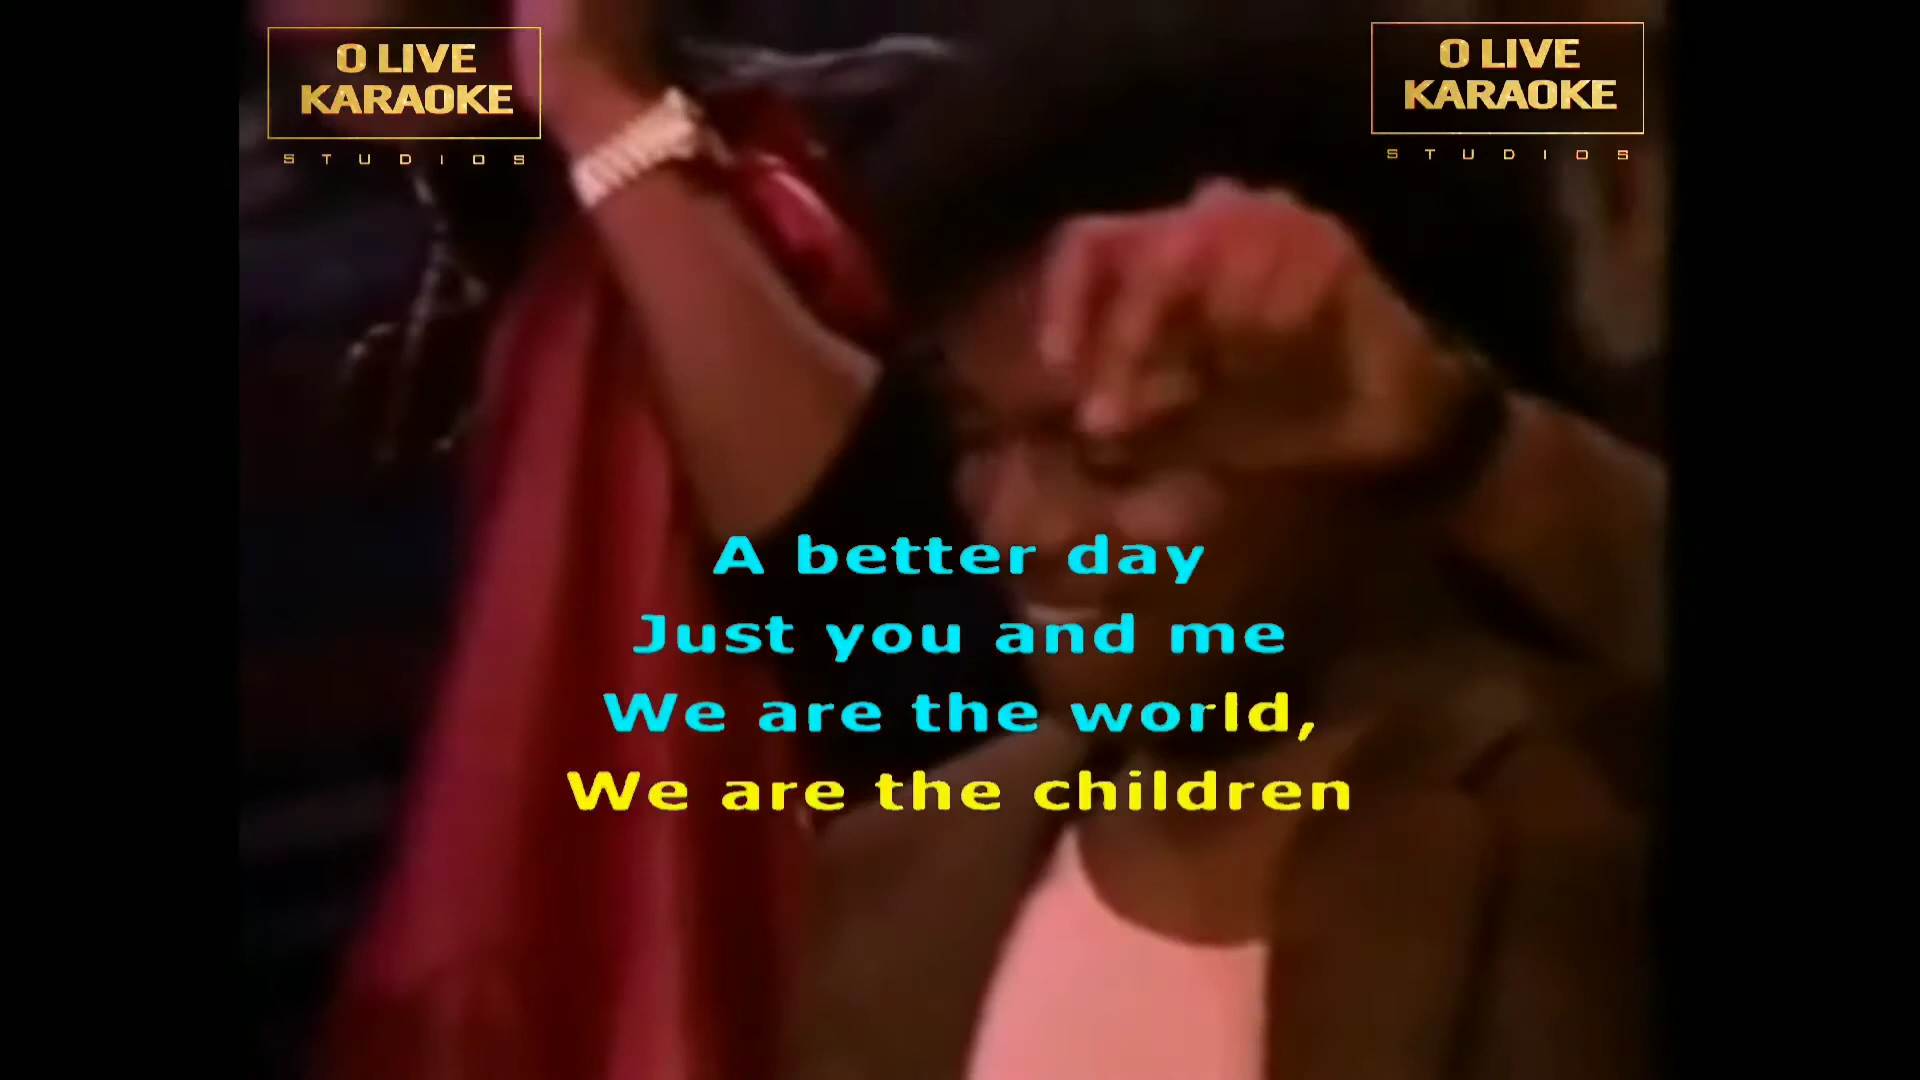 O LIVE
KARAOKE
STUDIOS
O LIVE
KARAOKE
STUDIOS
A better day
Just you and me
We are the world,
We are the children